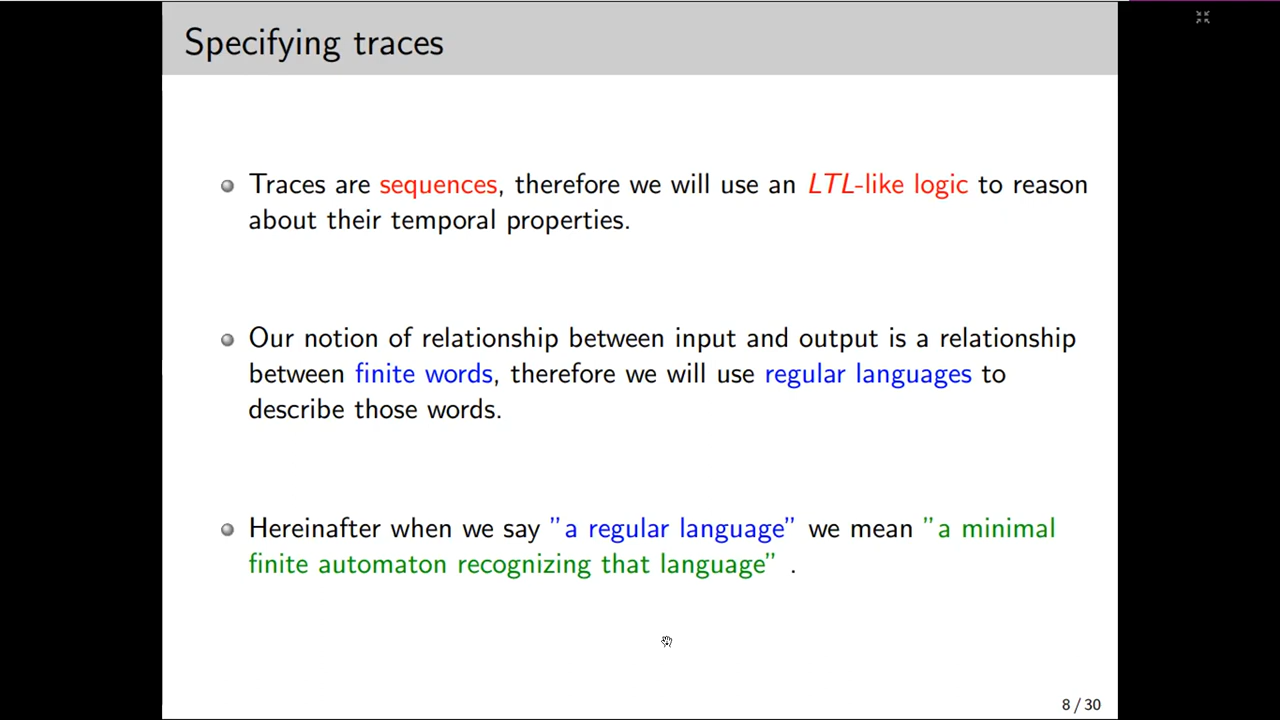 Specifying traces
Traces are sequences, therefore we will use an LTL-like logic to reason
about their temporal properties.
Our notion of relationship between input and output is a relationship
between finite words, therefore we will use regular languages to
describe those words.
Hereinafter when we say ”a regular language” we mean ”a minimal
finite automaton recognizing that language” .
8 / 30